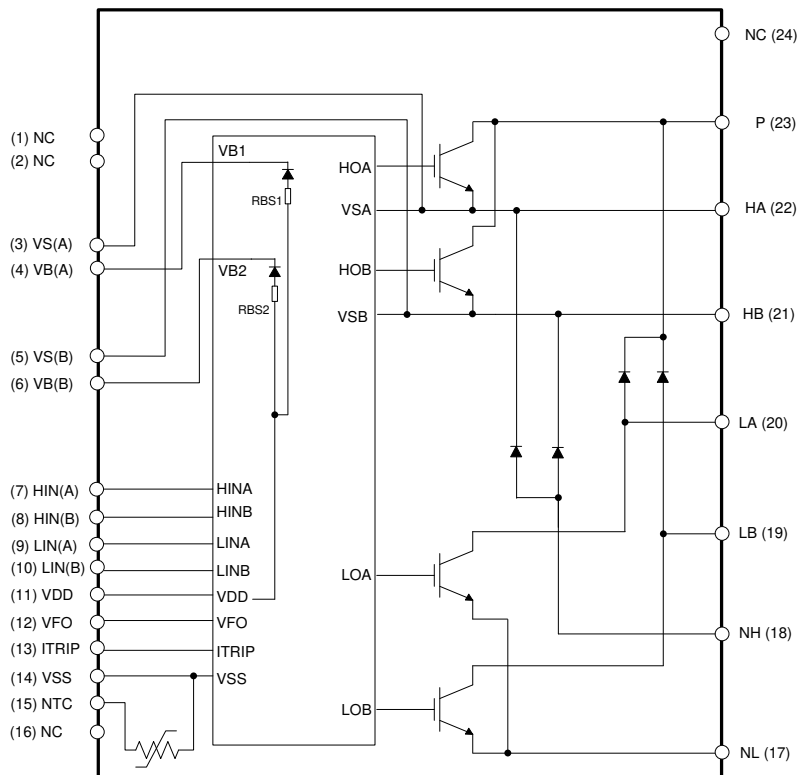 NC (24)
(1) NC
(2) NC
(3) VS(A)
(4) VB(A)
(5) VS(B)
(6) VB(B)
(7) HIN(A)
(8) HIN(B)
(9) LIN(A)
(10) LIN(B)
(11) VDD
(12) VFO
(13) ITRIP
(14) VSS
(15) NTC
(16) NC
VB1
RBS1
VB2
RBS2
HINA
HINB
LINA
LINB
VDD
VFO
ITRIP
VSS
HOA
VSA
HOB
VSB
LOA
LOB
P (23)
HA (22)
HB (21)
LA (20)
LB (19)
NH (18)
NL (17)